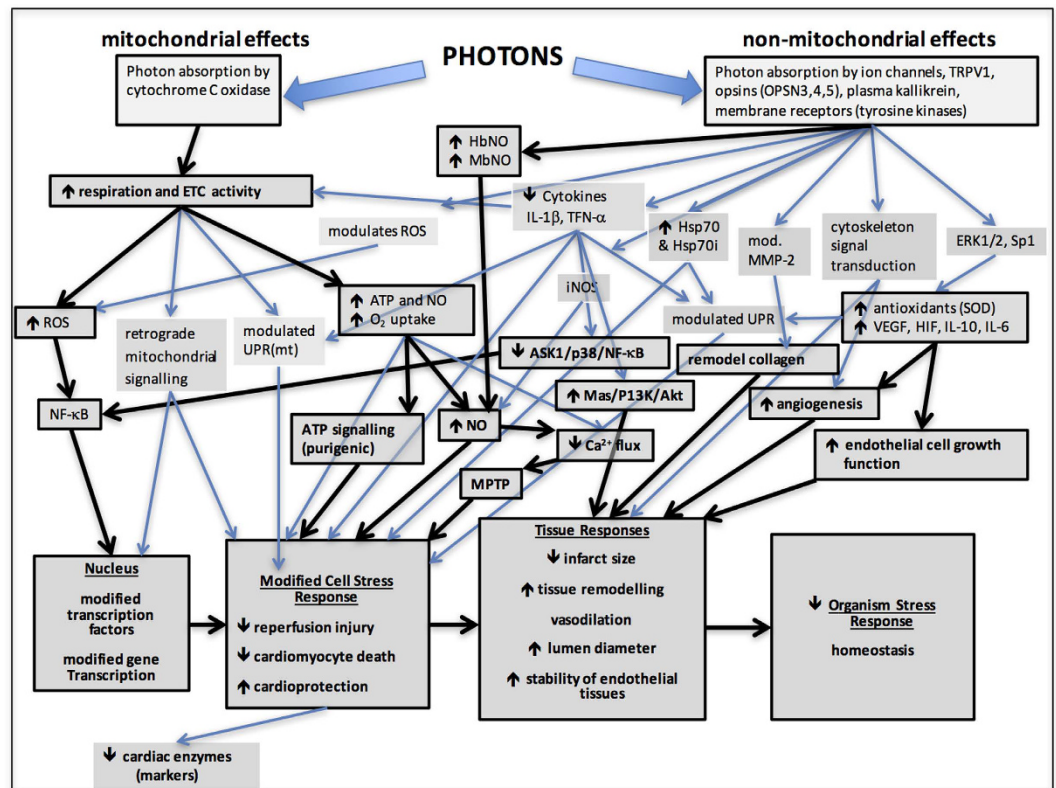 mitochondrial effects
PHOTONS
non-mitochondrial effects
Photon absorption by
cytochrome C oxidase
Photon absorption by ion channels, TRPV1,
opsins (OPSN3,4,5), plasma kallikrein,
membrane receptors (tyrosine kinases)
↑ HbNO
↑ MbNO
↑ respiration and ETC activity
↓ Cytokines
IL-1β, TFN-α
modulates ROS
↑ Hsp70
& Hsp70i
mod.
MMP-2
cytoskeleton
signal
transduction
ERK1/2, Sp1
iNOS
↑ ROS
retrograde
mitochondrial
signalling
modulated
UPR(mt)
↑ ATP and NO
↑ O₂ uptake
modulated UPR
↑ antioxidants (SOD)
↑ VEGF, HIF, IL-10, IL-6
↓ ASK1/p38/NF-κB
remodel collagen
NF-κB
↑ Mas/P13K/Akt
↑ angiogenesis
ATP signalling
(purigenic)
↑ NO
↓ Ca²⁺ flux
↑ endothelial cell growth
function
MPTP
Nucleus
modified
transcription
factors
modified gene
Transcription
Modified Cell Stress
Response
↓ reperfusion injury
↓ cardiomyocyte death
↑ cardioprotection
Tissue Responses
↓ infarct size
↑ tissue remodelling
vasodilation
↑ lumen diameter
↑ stability of endothelial
tissues
↓ Organism Stress
Response
homeostasis
↓ cardiac enzymes
(markers)